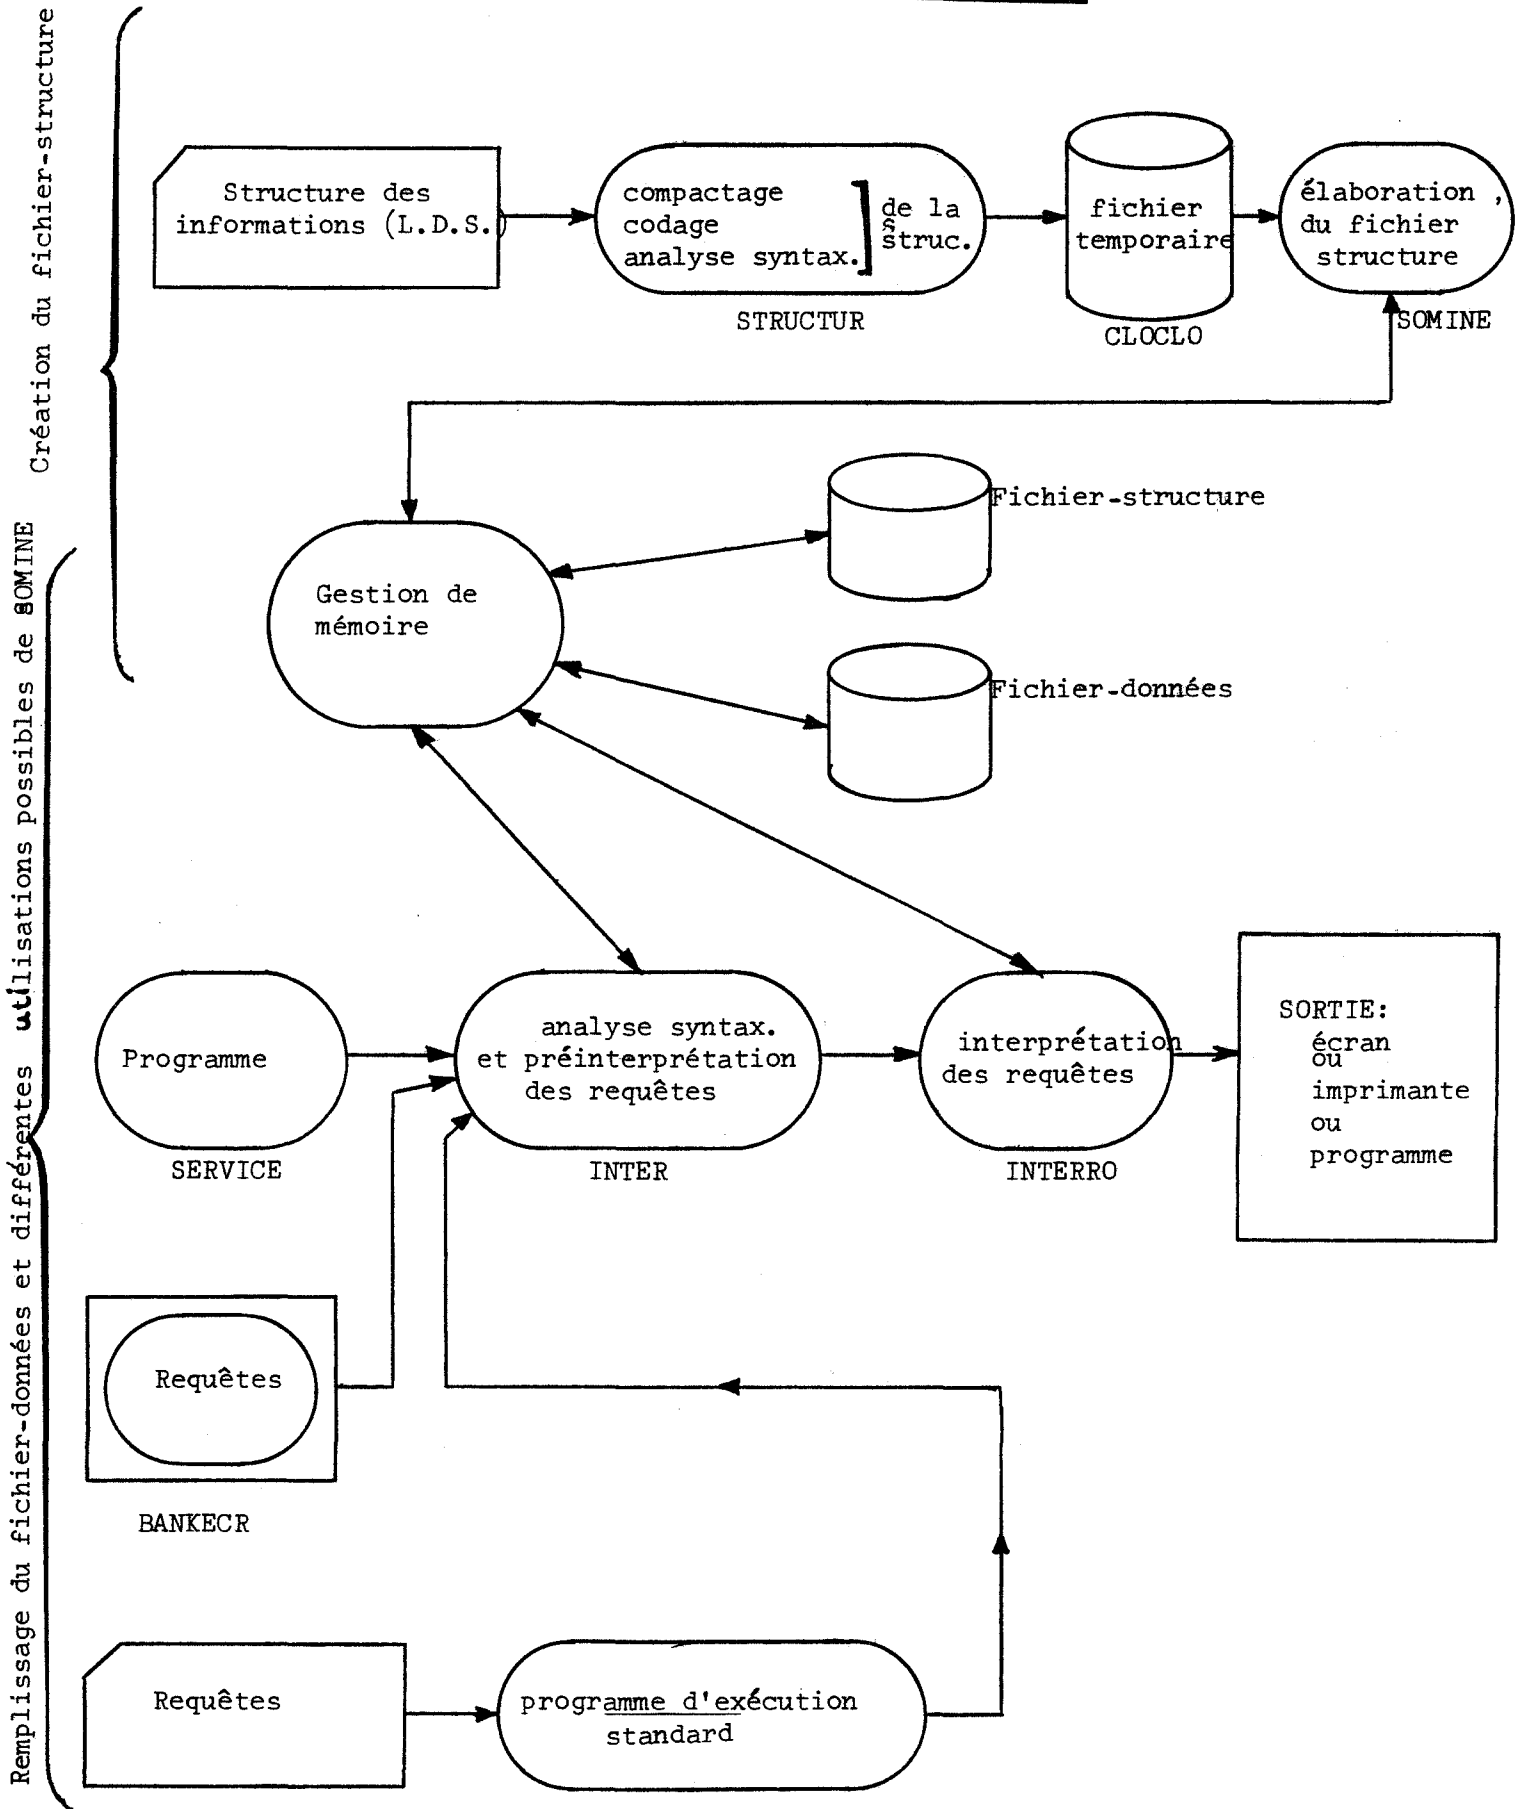 Création du fichier-structure
Structure des
informations (L.D.S.)
compactage
codage
analyse syntax.
de la
struc.
STRUCTUR
fichier
temporaire
CLOCLO
élaboration
du fichier
structure
SOMINE
Gestion de
mémoire
Fichier-structure
Fichier-données
Remplissage du fichier-données et différentes utilisations possibles de SOMINE
Programme
SERVICE
analyse syntax.
et préinterprétation
des requêtes
INTER
interprétation
des requêtes
INTERRO
SORTIE:
écran
ou
imprimante
ou
programme
Requêtes
BANKECR
Requêtes
programme d'exécution
standard